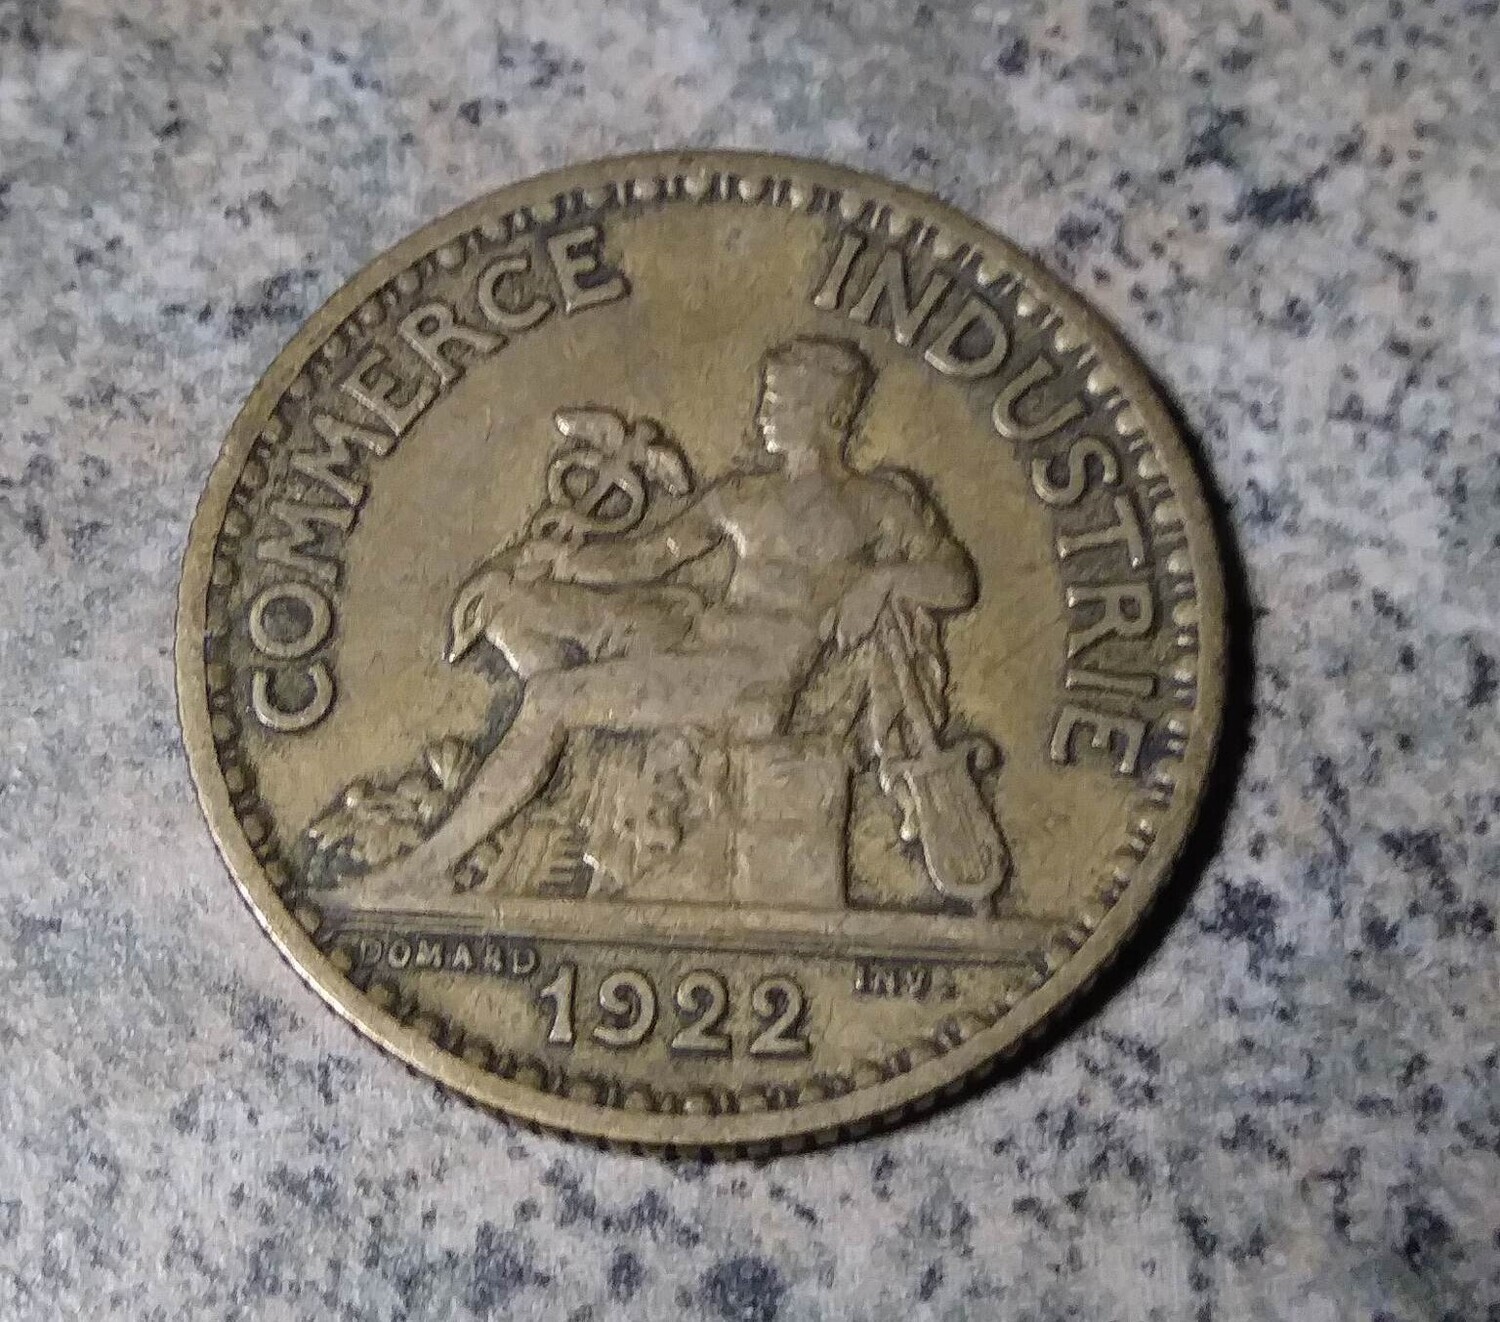 COMMERCE INDUSTRIE
DOMARD INV.
1922